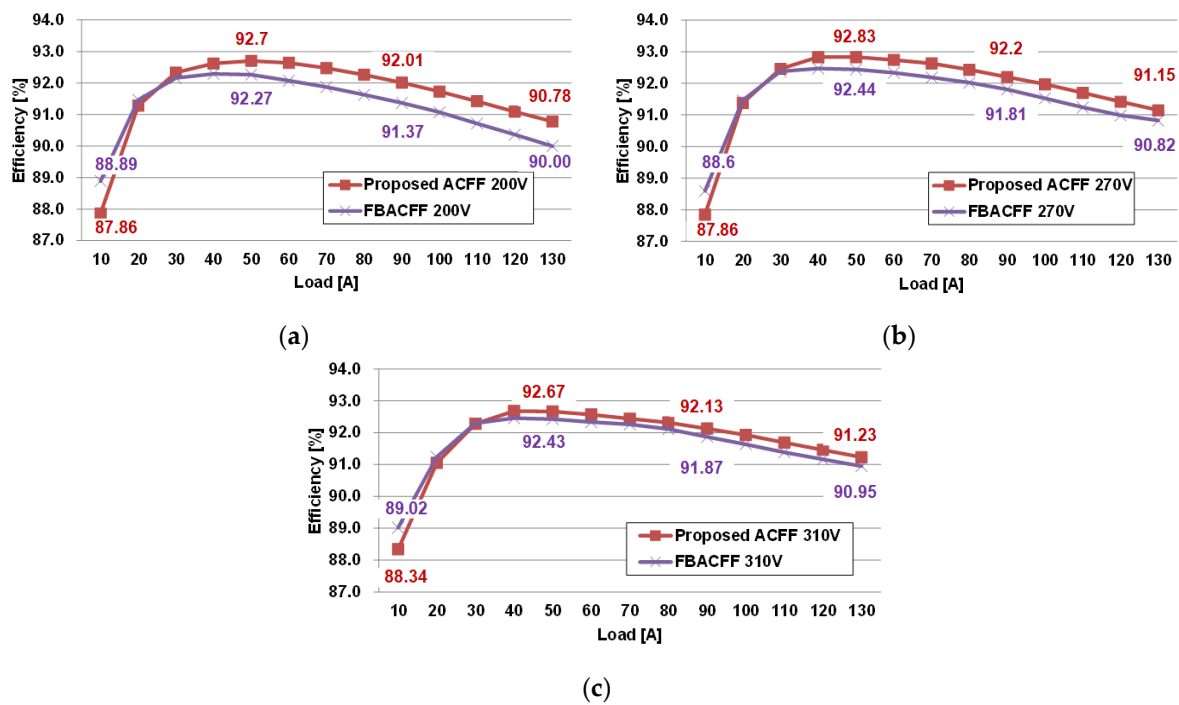 94.0
93.0
92.0
91.0
90.0
89.0
88.0
87.0
Efficiency [%]
92.7
92.01
90.78
92.27
91.37
90.00
88.89
87.86
Proposed ACFF 200V
FBACFF 200V
10 20 30 40 50 60 70 80 90 100 110 120 130
Load [A]
(a)
94.0
93.0
92.0
91.0
90.0
89.0
88.0
87.0
Efficiency [%]
92.83
92.2
91.15
92.44
91.81
90.82
88.6
87.86
Proposed ACFF 270V
FBACFF 270V
10 20 30 40 50 60 70 80 90 100 110 120 130
Load [A]
(b)
94.0
93.0
92.0
91.0
90.0
89.0
88.0
87.0
Efficiency [%]
92.67
92.13
91.23
92.43
91.87
90.95
89.02
88.34
Proposed ACFF 310V
FBACFF 310V
10 20 30 40 50 60 70 80 90 100 110 120 130
Load [A]
(c)